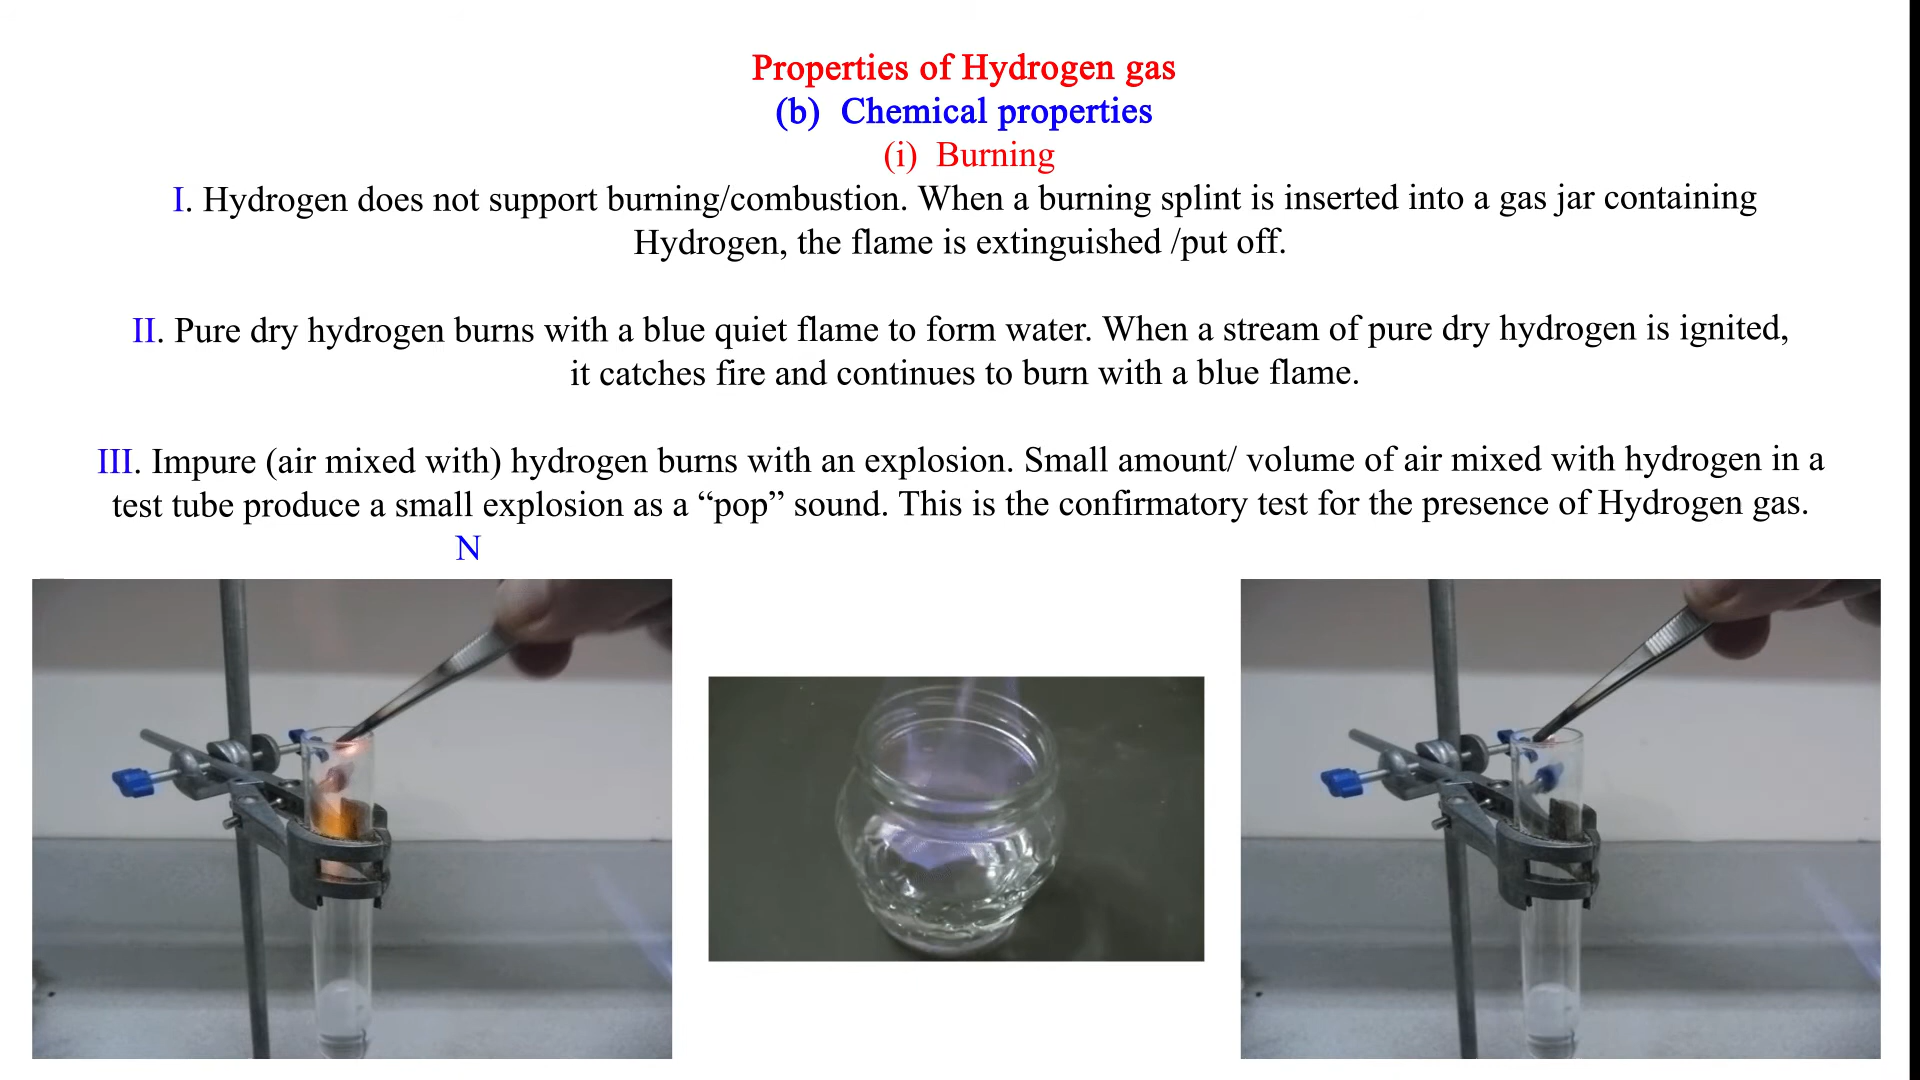 Properties of Hydrogen gas
(b) Chemical properties
(i) Burning
I. Hydrogen does not support burning/combustion. When a burning splint is inserted into a gas jar containing
Hydrogen, the flame is extinguished /put off.
II. Pure dry hydrogen burns with a blue quiet flame to form water. When a stream of pure dry hydrogen is ignited,
it catches fire and continues to burn with a blue flame.
III. Impure (air mixed with) hydrogen burns with an explosion. Small amount/ volume of air mixed with hydrogen in a
test tube produce a small explosion as a “pop” sound. This is the confirmatory test for the presence of Hydrogen gas.
N